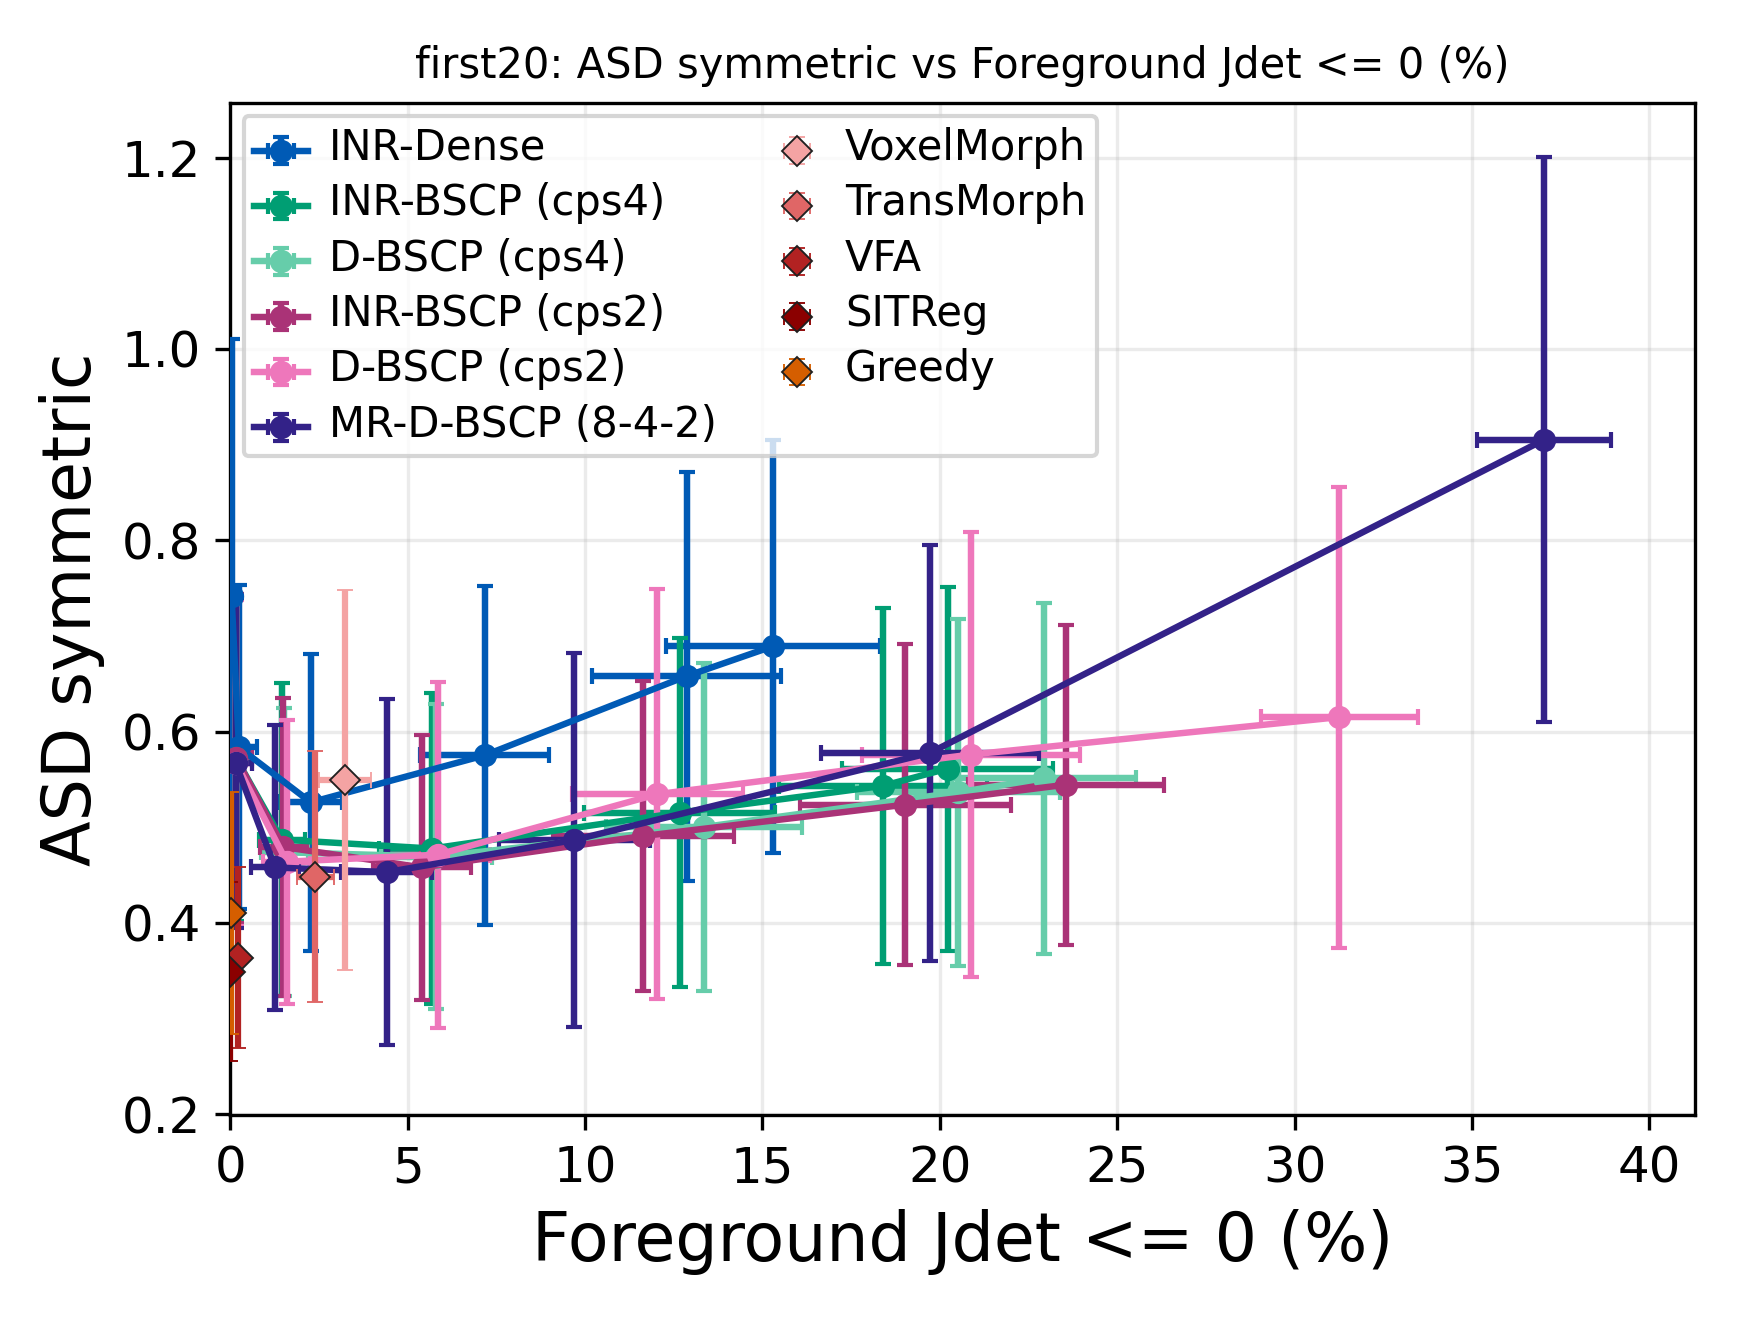 first20: ASD symmetric vs Foreground Jdet <= 0 (%)
ASD symmetric
1.2
1.0
0.8
0.6
0.4
0.2
INR-Dense
INR-BSCP (cps4)
D-BSCP (cps4)
INR-BSCP (cps2)
D-BSCP (cps2)
MR-D-BSCP (8-4-2)
VoxelMorph
TransMorph
VFA
SITReg
Greedy
0 5 10 15 20 25 30 35 40
Foreground Jdet <= 0 (%)